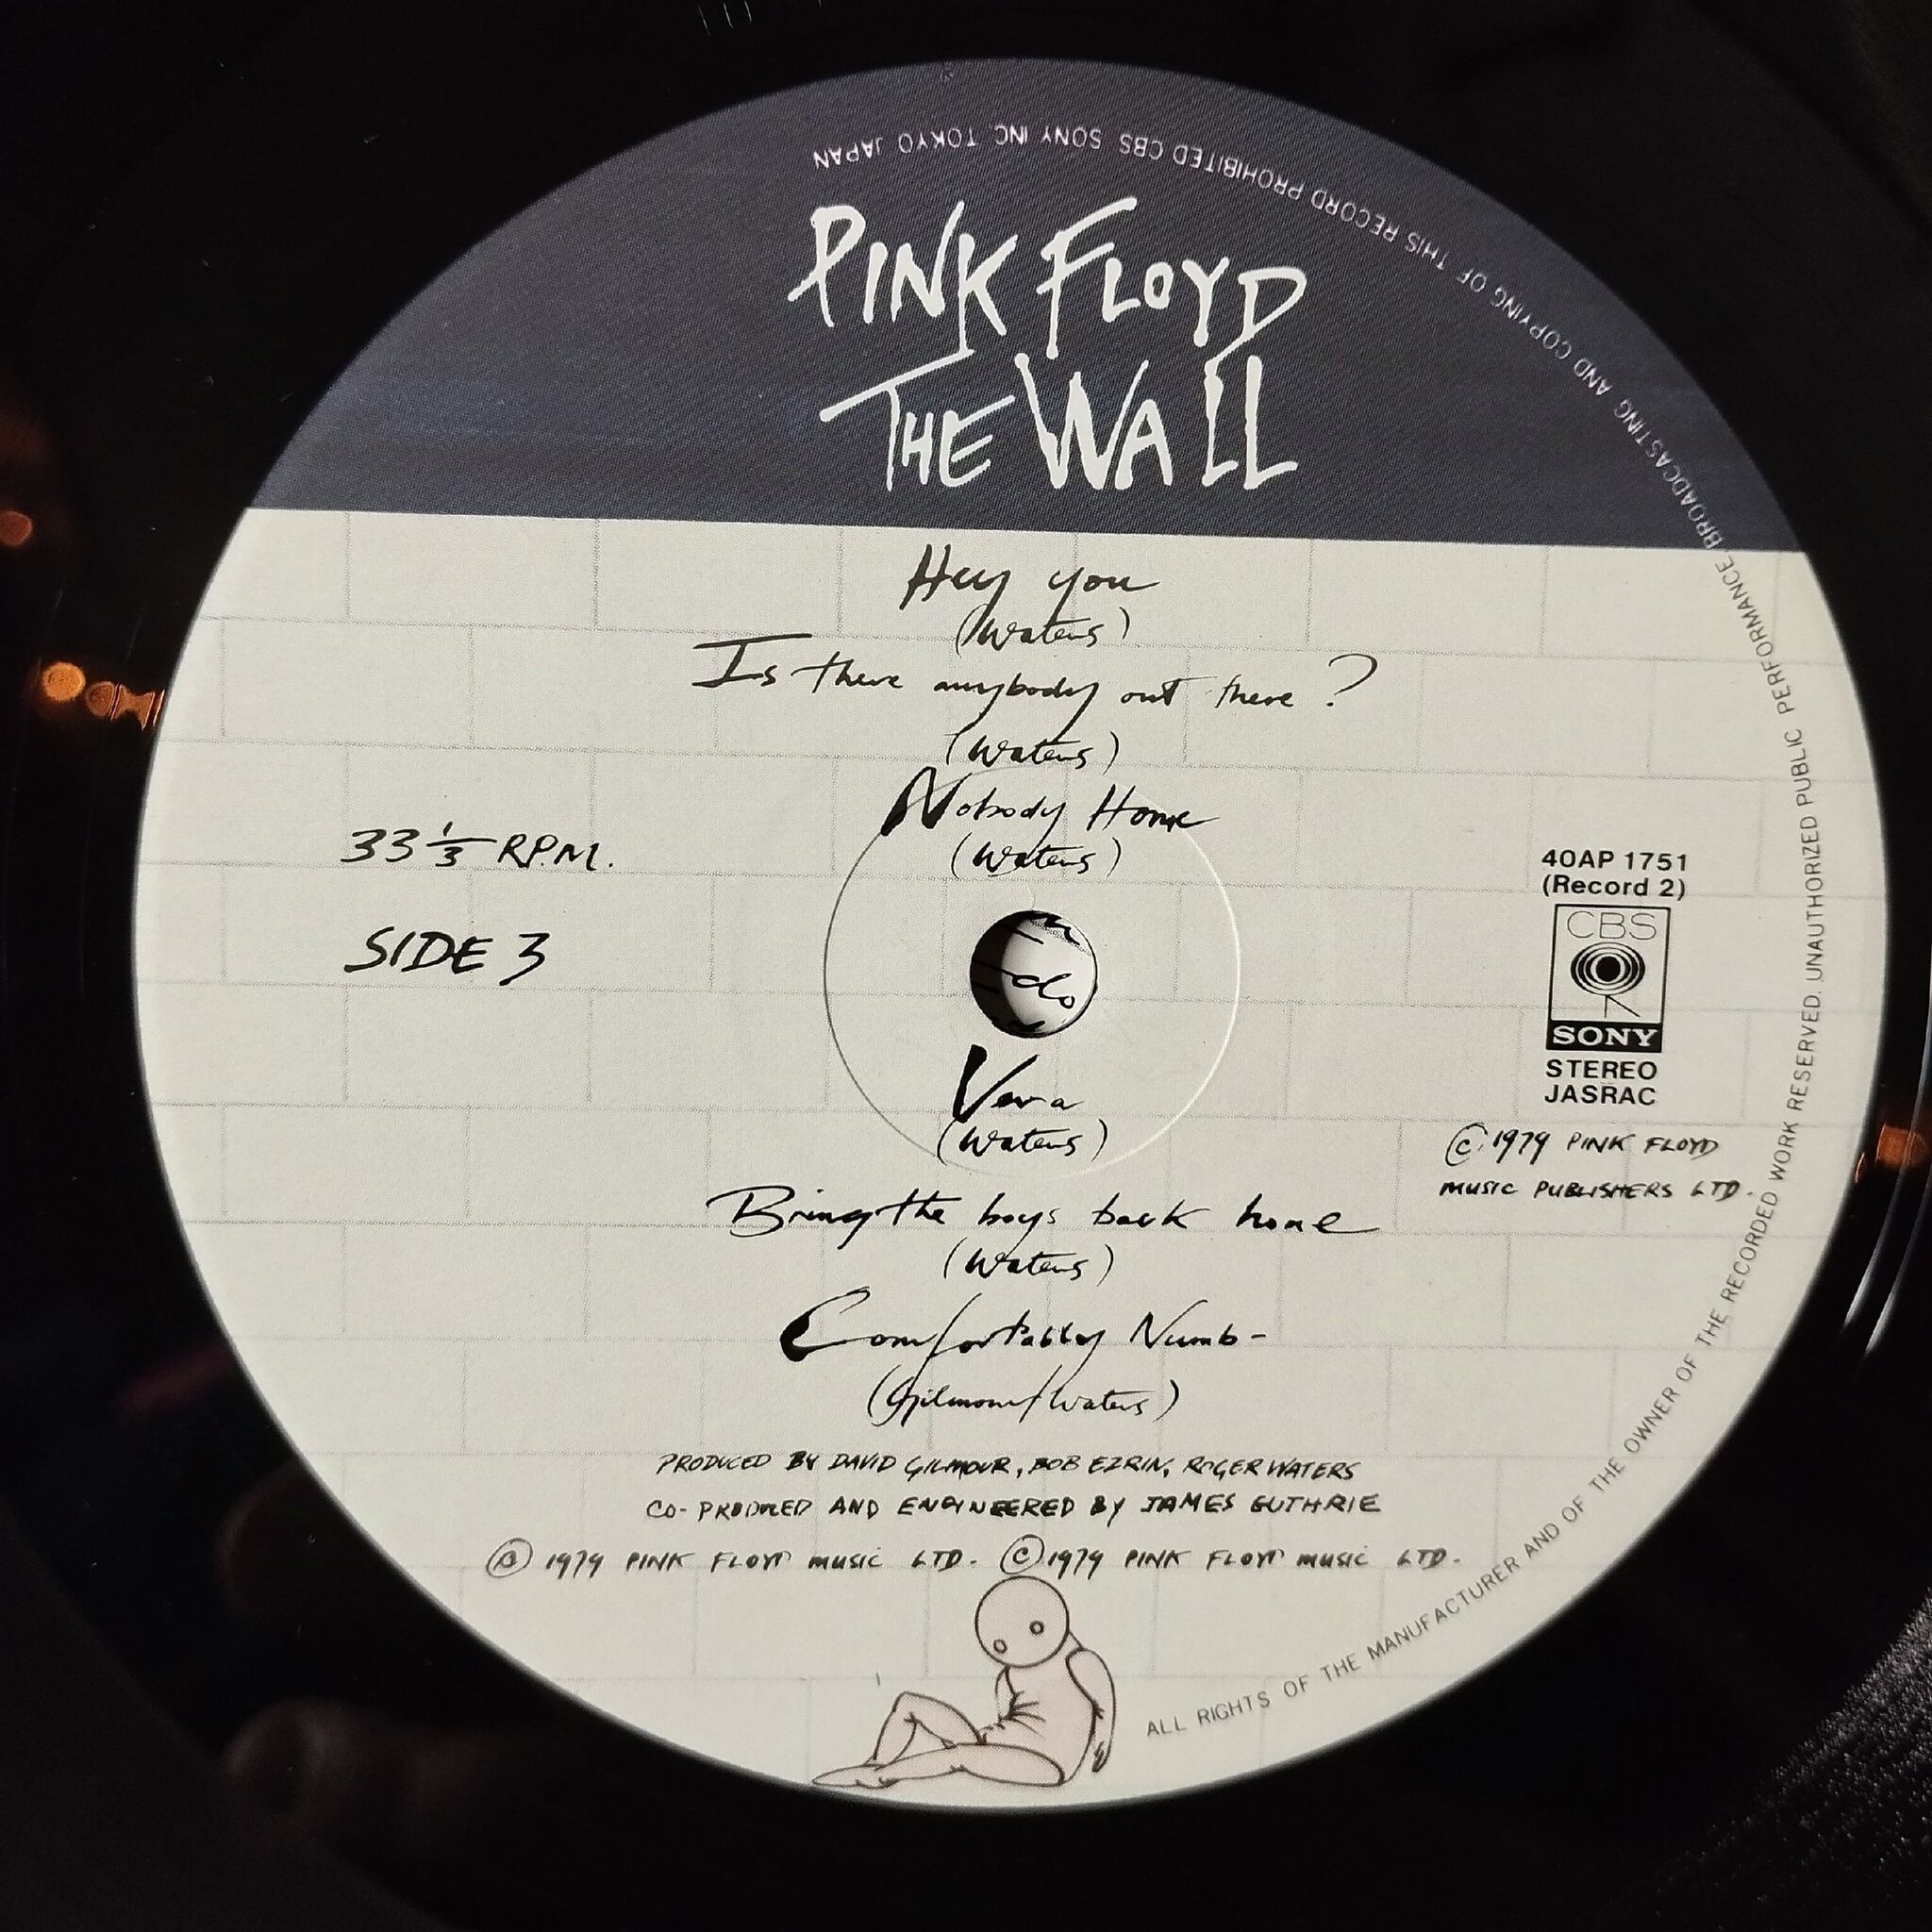 PINK FLOYD
THE WALL
Hey you
(Waters)
Is there anybody out there ?
(Waters)
Nobody Home
(Waters)
33 1/3 R.P.M.
SIDE 3
40AP 1751
(Record 2)
CBS
SONY
STEREO
JASRAC
© 1979 PINK FLOYD
MUSIC PUBLISHERS LTD.
Vera
(Waters)
Bring the boys back home
(Waters)
Comfortably Numb -
(Gilmour/Waters)
PRODUCED BY DAVID GILMOUR, BOB EZRIN, ROGER WATERS
CO-PRODUCED AND ENGINEERED BY JAMES GUTHRIE
℗ 1979 PINK FLOYD MUSIC LTD. © 1979 PINK FLOYD MUSIC LTD.
ALL RIGHTS OF THE MANUFACTURER AND OF THE OWNER OF THE RECORDED WORK RESERVED. UNAUTHORIZED PUBLIC PERFORMANCE BROADCASTING AND COPYING OF THIS RECORD PROHIBITED CBS SONY INC. TOKYO JAPAN